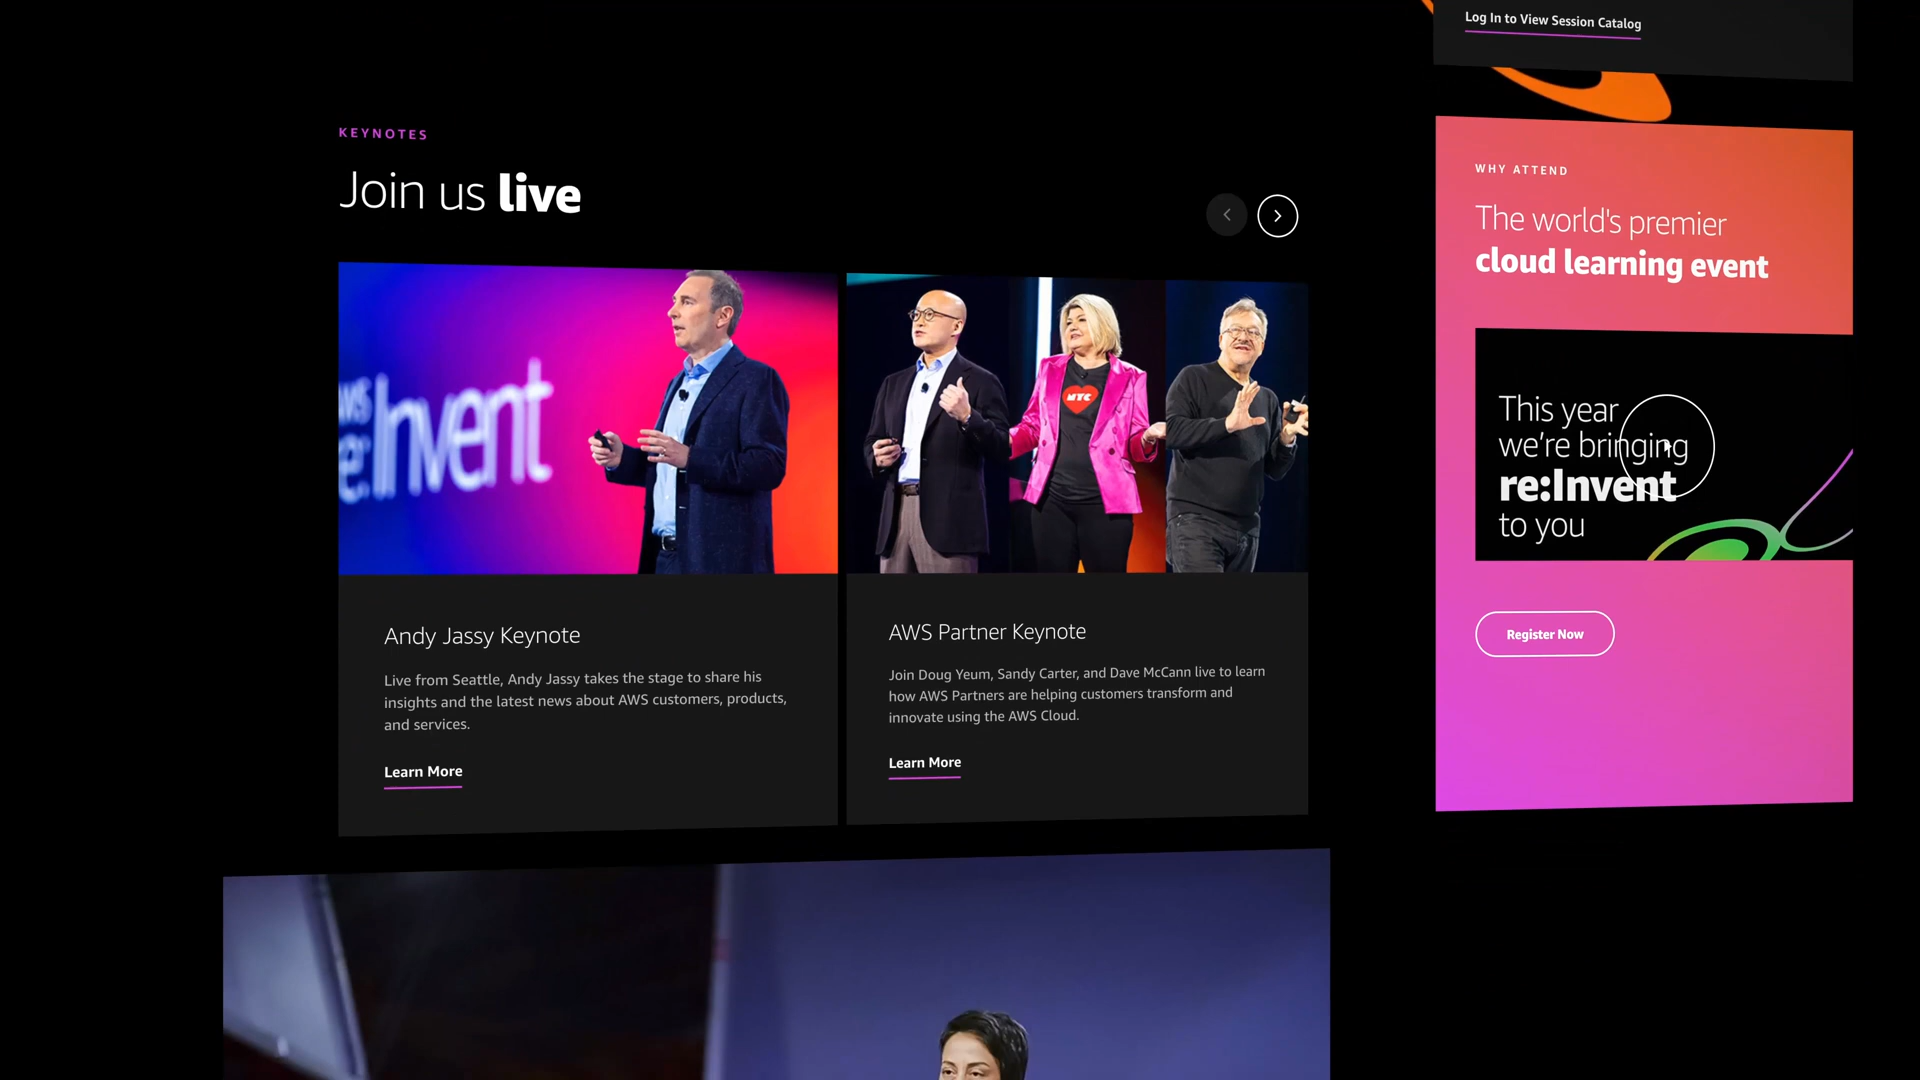 Log In to View Session Catalog
KEYNOTES
Join us live
aws
re:Invent
MTC
Andy Jassy Keynote
Live from Seattle, Andy Jassy takes the stage to share his
insights and the latest news about AWS customers, products,
and services.
Learn More
AWS Partner Keynote
Join Doug Yeum, Sandy Carter, and Dave McCann live to learn
how AWS Partners are helping customers transform and
innovate using the AWS Cloud.
Learn More
WHY ATTEND
The world's premier
cloud learning event
This year
we're bringing
re:Invent
to you
Register Now